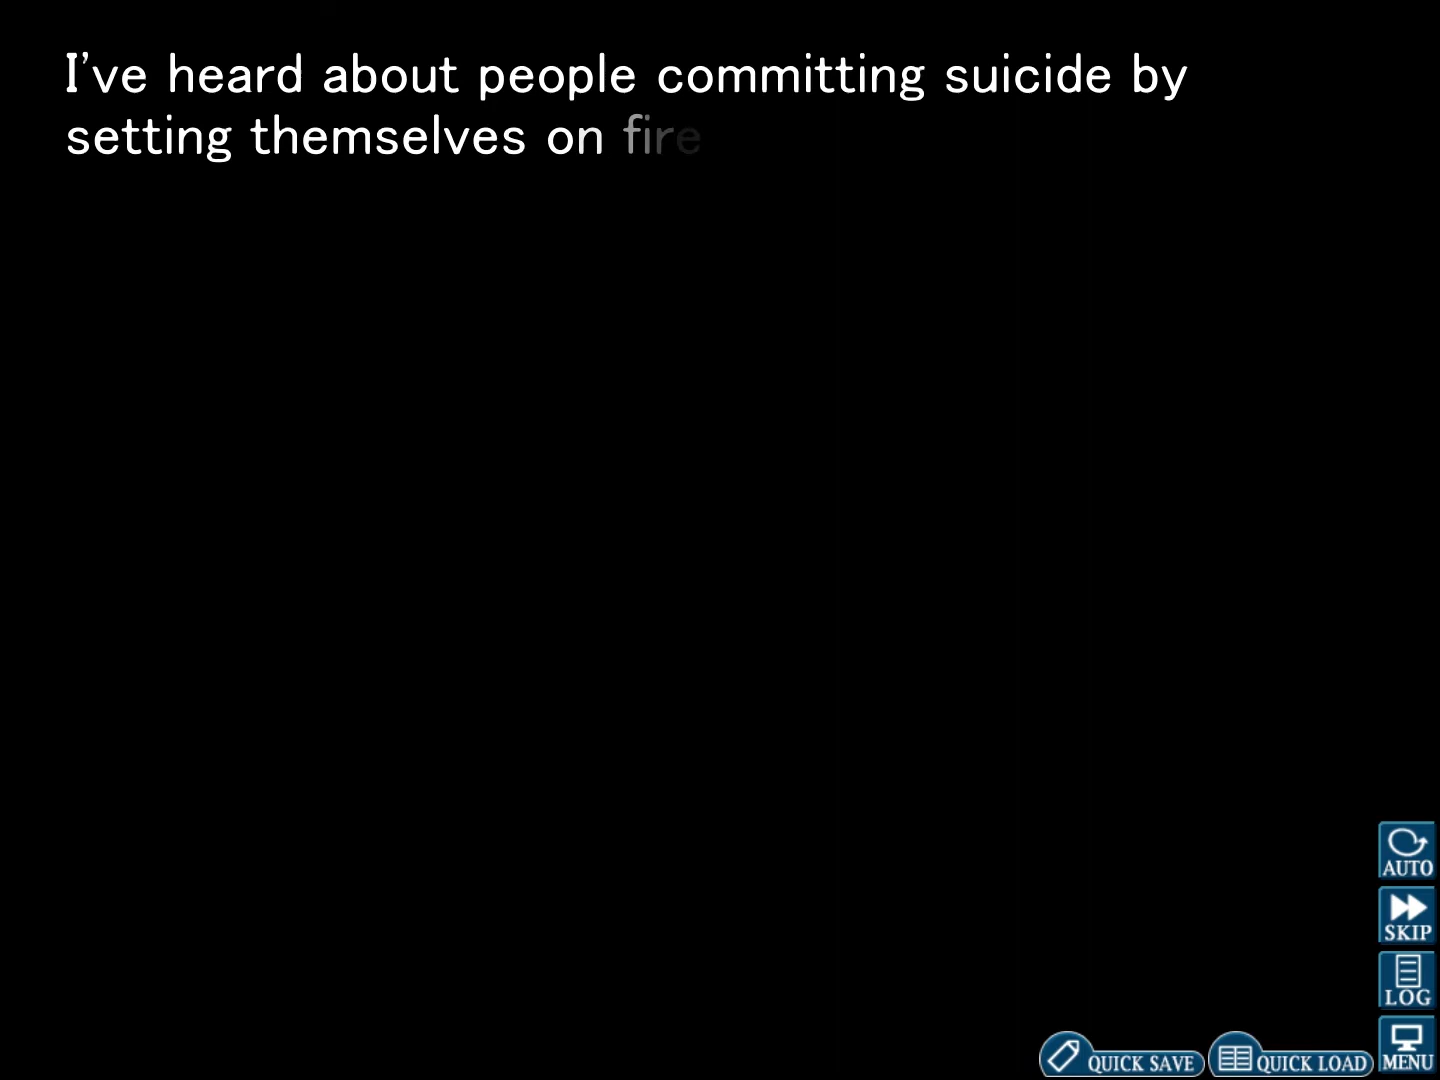 I've heard about people committing suicide by
setting themselves on fire
AUTO
SKIP
LOG
QUICK SAVE
QUICK LOAD
MENU